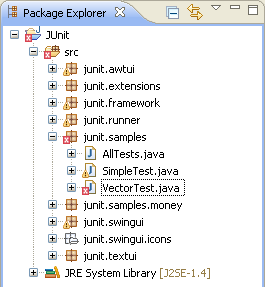 Package Explorer
JUnit
src
junit.awtui
junit.extensions
junit.framework
junit.runner
junit.samples
AllTests.java
SimpleTest.java
VectorTest.java
junit.samples.money
junit.swingui
junit.swingui.icons
junit.textui
JRE System Library [J2SE-1.4]